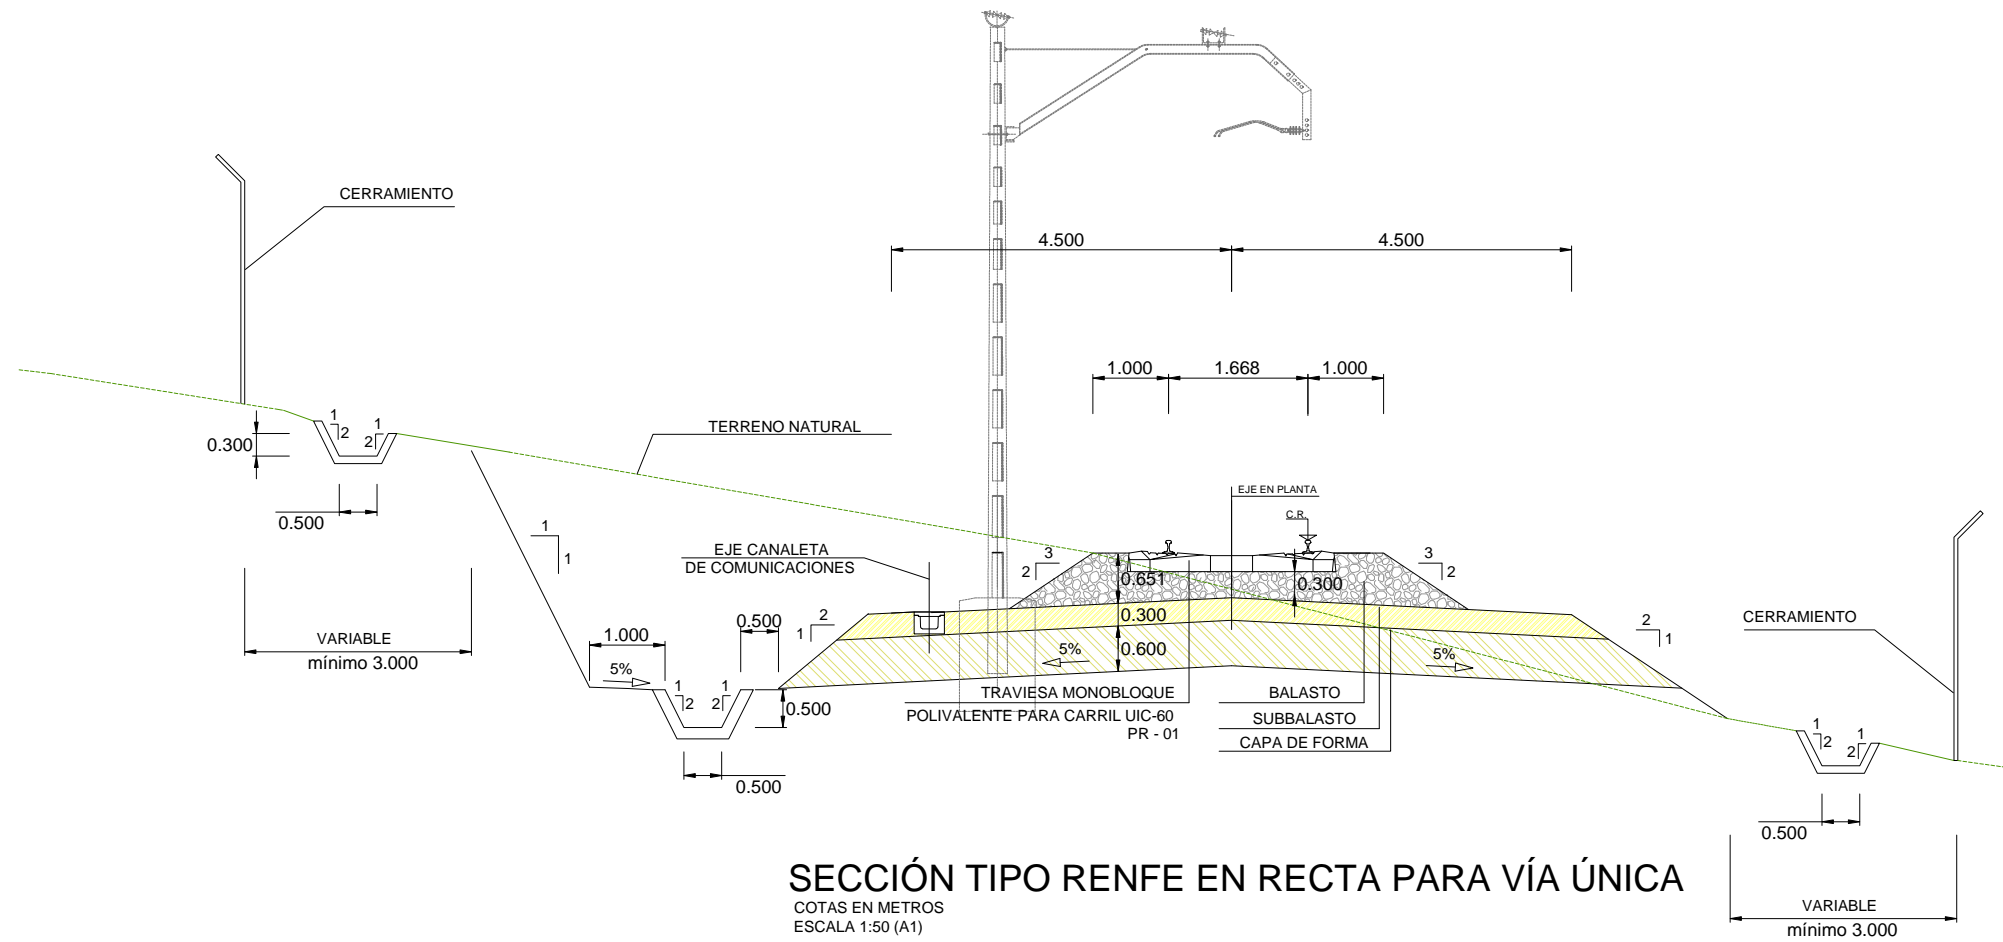 CERRAMIENTO
4.500
4.500
1.000
1.668
1.000
TERRENO NATURAL
1
2
1
2
0.300
0.500
EJE EN PLANTA
C.R.
1
1
EJE CANALETA
DE COMUNICACIONES
3
2
3
2
0.651
0.300
0.300
0.600
2
1
2
1
1.000
0.500
5%
5%
5%
VARIABLE
mínimo 3.000
CERRAMIENTO
1
2
1
2
0.500
0.500
TRAVIESA MONOBLOQUE
POLIVALENTE PARA CARRIL UIC-60
PR - 01
BALASTO
SUBBALASTO
CAPA DE FORMA
1
2
1
2
0.500
SECCIÓN TIPO RENFE EN RECTA PARA VÍA ÚNICA
COTAS EN METROS
ESCALA 1:50 (A1)
VARIABLE
mínimo 3.000